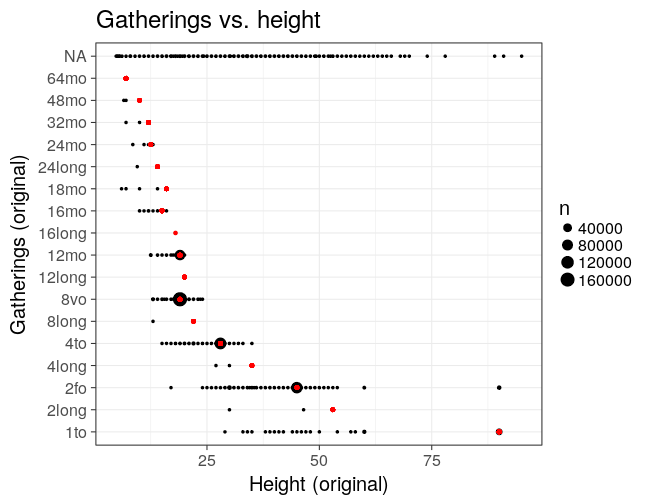 Gatherings vs. height
Gatherings (original)
NA
64mo
48mo
32mo
24mo
24long
18mo
16mo
16long
12mo
12long
8vo
8long
4to
4long
2fo
2long
1to
25 50 75
Height (original)
n
40000
80000
120000
160000